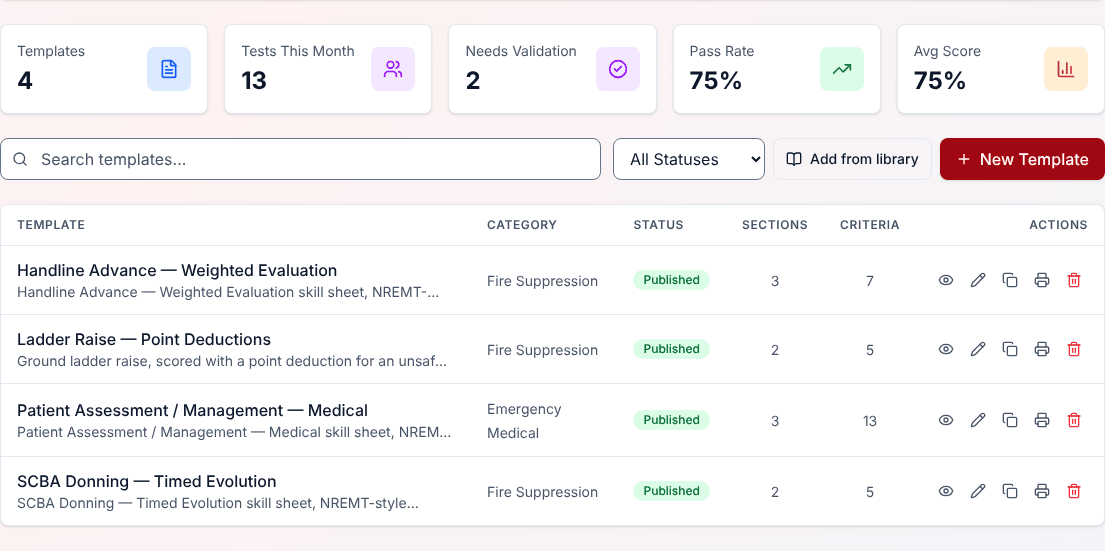 Templates
4
Tests This Month
13
Needs Validation
2
Pass Rate
75%
Avg Score
75%
Search templates...
All Statuses
Add from library
+ New Template
TEMPLATE CATEGORY STATUS SECTIONS CRITERIA ACTIONS
Handline Advance — Weighted Evaluation
Handline Advance — Weighted Evaluation skill sheet, NREMT-...
Fire Suppression Published 3 7
Ladder Raise — Point Deductions
Ground ladder raise, scored with a point deduction for an unsaf...
Fire Suppression Published 2 5
Patient Assessment / Management — Medical
Patient Assessment / Management — Medical skill sheet, NREM...
Emergency
Medical
Published 3 13
SCBA Donning — Timed Evolution
SCBA Donning — Timed Evolution skill sheet, NREMT-style...
Fire Suppression Published 2 5